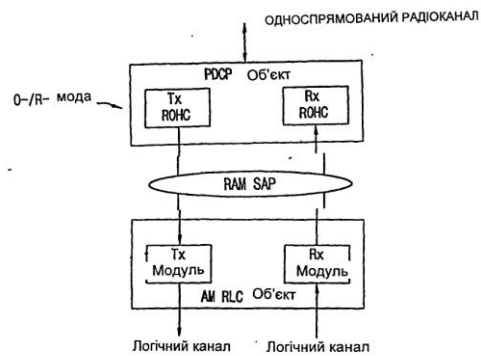 ОДНОСПРЯМОВАНИЙ РАДІОКАНАЛ
PDCP Об'єкт
O-/R- мода
Tx
ROHC
Rx
ROHC
RAM SAP
Tx
Модуль
Rx
Модуль
AM RLC Об'єкт
Логічний канал
Логічний канал